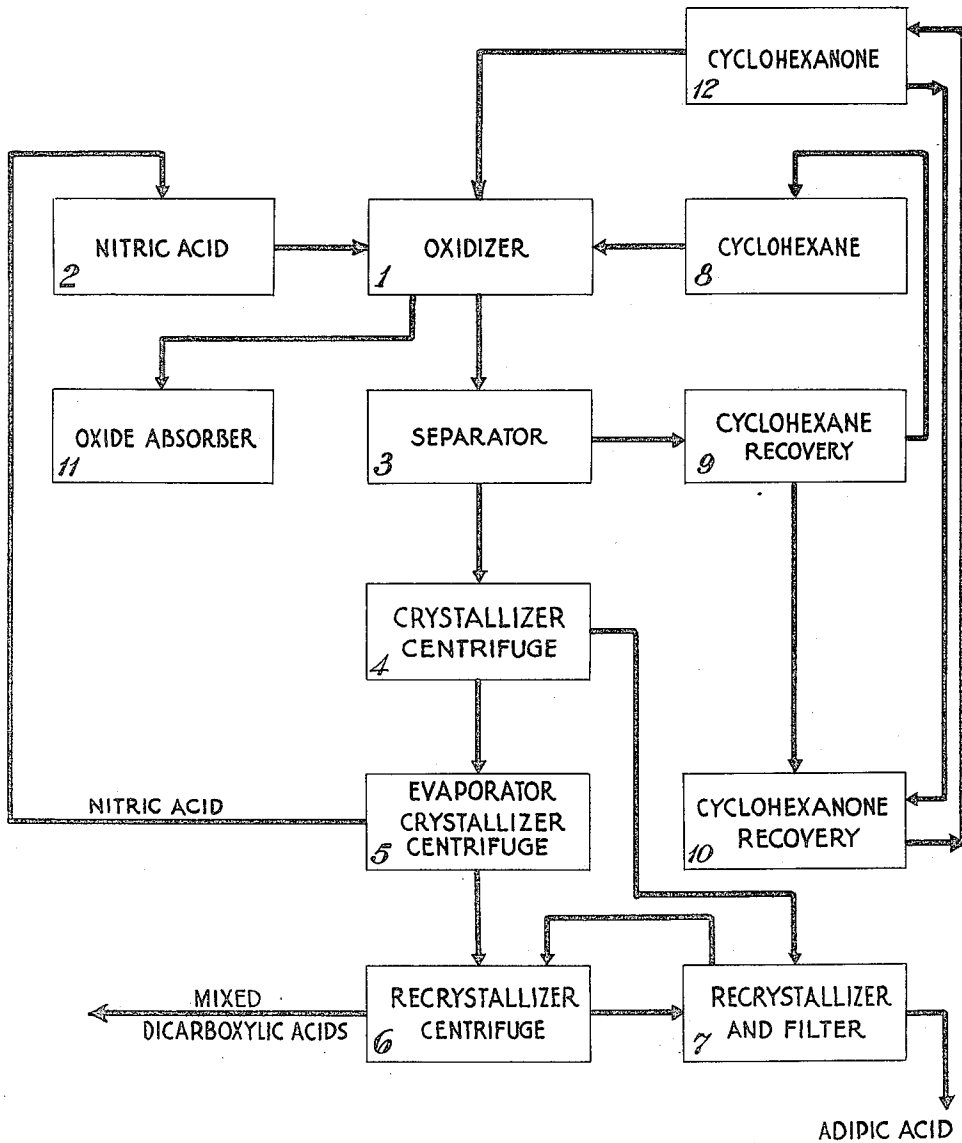 CYCLOHEXANONE
12
NITRIC ACID
2
OXIDIZER
1
CYCLOHEXANE
8
OXIDE ABSORBER
11
SEPARATOR
3
CYCLOHEXANE
RECOVERY
9
CRYSTALLIZER
CENTRIFUGE
4
NITRIC ACID
EVAPORATOR
CRYSTALLIZER
CENTRIFUGE
5
CYCLOHEXANONE
RECOVERY
10
MIXED
DICARBOXYLIC ACIDS
RECRYSTALLIZER
CENTRIFUGE
6
RECRYSTALLIZER
AND FILTER
7
ADIPIC ACID